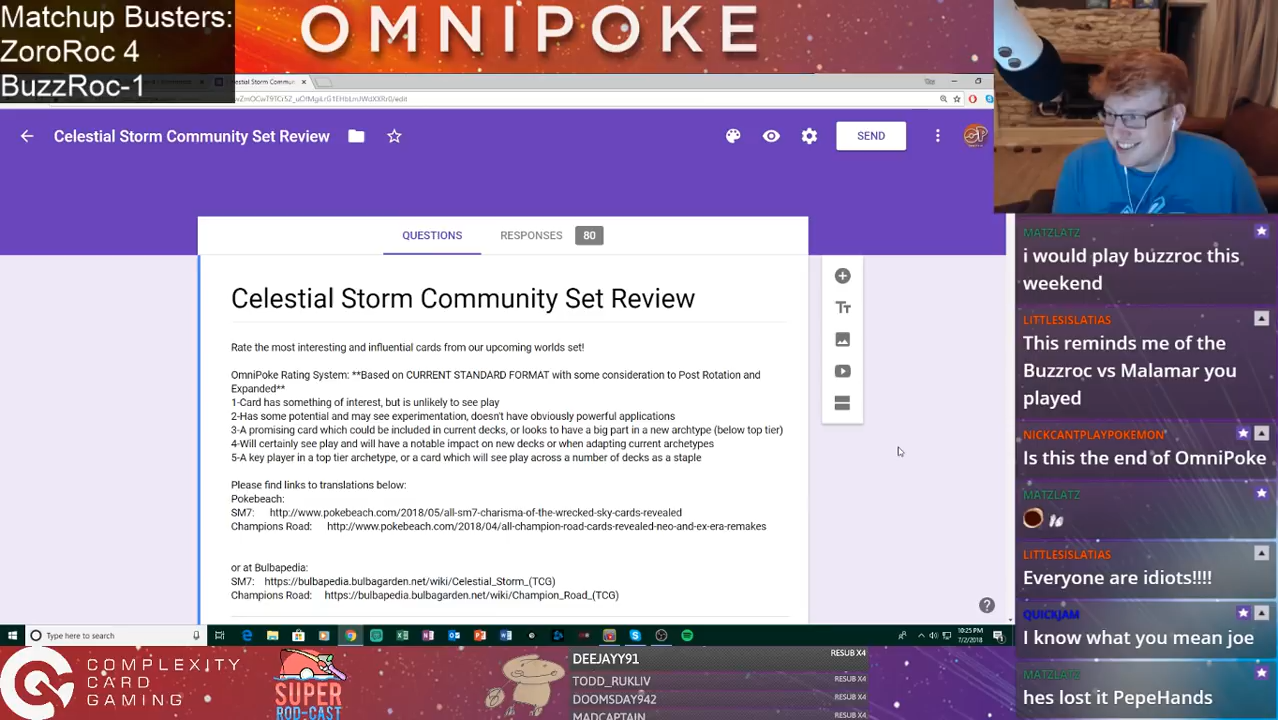 Matchup Busters:
ZoroRoc 4
BuzzRoc-1
OMNIPOKE
Celestial Storm Community Set Review
SEND
QUESTIONS
RESPONSES 80
Celestial Storm Community Set Review
Rate the most interesting and influential cards from our upcoming worlds set!
OmniPoke Rating System: **Based on CURRENT STANDARD FORMAT with some consideration to Post Rotation and
Expanded**
1-Card has something of interest, but is unlikely to see play
2-Has some potential and may see experimentation, doesn't have obviously powerful applications
3-A promising card which could be included in current decks, or looks to have a big part in a new archtype (below top tier)
4-Will certainly see play and will have a notable impact on new decks or when adapting current archetypes
5-A key player in a top tier archetype, or a card which will see play across a number of decks as a staple
Please find links to translations below:
Pokebeach:
SM7: http://www.pokebeach.com/2018/05/all-sm7-charisma-of-the-wrecked-sky-cards-revealed
Champions Road: http://www.pokebeach.com/2018/04/all-champion-road-cards-revealed-neo-and-ex-era-remakes
or at Bulbapedia:
SM7: https://bulbapedia.bulbagarden.net/wiki/Celestial_Storm_(TCG)
Champions Road: https://bulbapedia.bulbagarden.net/wiki/Champion_Road_(TCG)
MATZLATZ
i would play buzzroc this
weekend
LITTLESISLATIAS
This reminds me of the
Buzzroc vs Malamar you
played
NICKCANTPLAYPOKEMON
Is this the end of OmniPoke
MATZLATZ
LITTLESISLATIAS
Everyone are idiots!!!!
QUICKJAM
I know what you mean joe
MATZLATZ
hes lost it PepeHands
Type here to search
10:25 PM
7/2/2018
COMPLEXITY
CARD
GAMING
SUPER
ROD-CAST
DEEJAYY91 RESUB X4
TODD_RUKLIV RESUB X4
DOOMSDAY942 RESUB X4
MADCAPTAIN RESUB X4